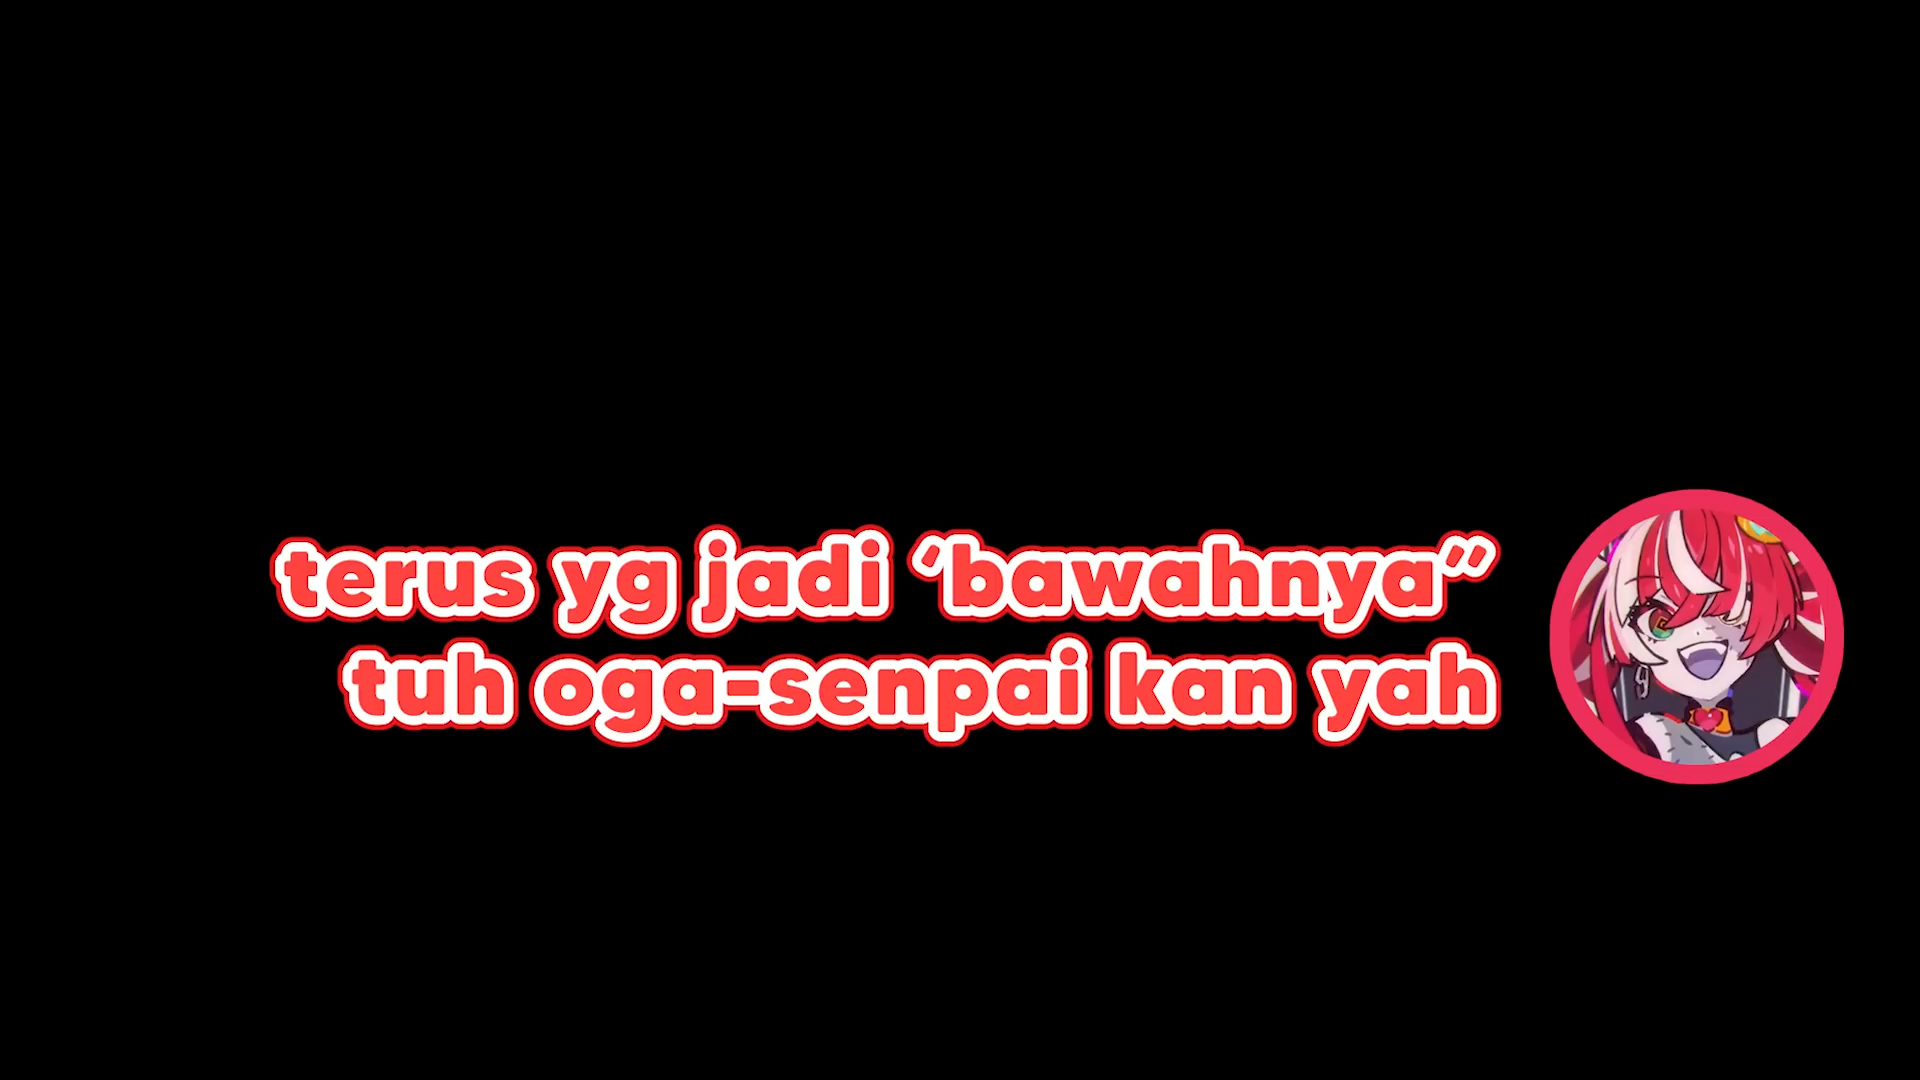 terus yg jadi ‘bawahnya”
tuh oga-senpai kan yah